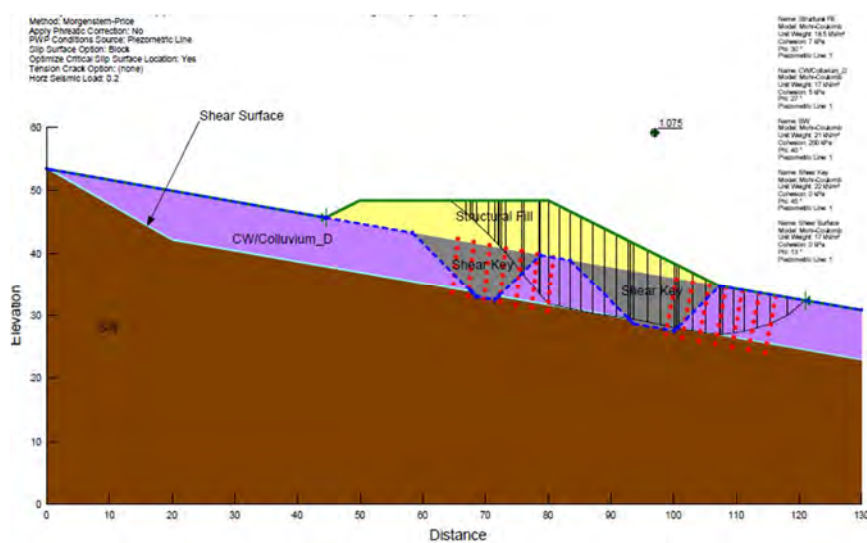 Method: Morgenstern-Price
Apply Phreatic Correction: No
PWP Conditions Source: Piezometric Line
Slip Surface Option: Block
Optimize Critical Slip Surface Location: Yes
Tension Crack Option: (none)
Horz Seismic Load: 0.2
Name: Structural Fill
Model: Mohr-Coulomb
Unit Weight: 18.5 kN/m³
Cohesion: 7 kPa
Phi: 30 °
Piezometric Line: 1
Name: CW/Colluvium_D
Model: Mohr-Coulomb
Unit Weight: 17 kN/m³
Cohesion: 5 kPa
Phi: 27 °
Piezometric Line: 1
Name: SW
Model: Mohr-Coulomb
Unit Weight: 21 kN/m³
Cohesion: 200 kPa
Phi: 40 °
Piezometric Line: 1
Name: Shear Key
Model: Mohr-Coulomb
Unit Weight: 22 kN/m³
Cohesion: 0 kPa
Phi: 45 °
Piezometric Line: 1
Name: Shear Surface
Model: Mohr-Coulomb
Unit Weight: 17 kN/m³
Cohesion: 0 kPa
Phi: 13 °
Piezometric Line: 1
Shear Surface
1.075
Structural Fill
CW/Colluvium_D
Shear Key
Shear Key
SW
Elevation
60
50
40
30
20
10
0
0 10 20 30 40 50 60 70 80 90 100 110 120 130
Distance